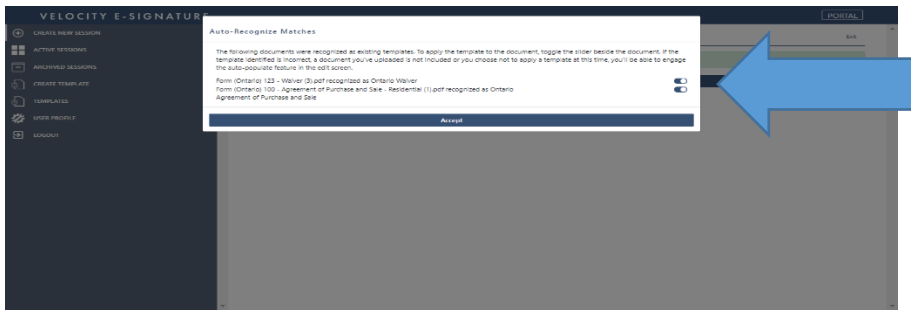 VELOCITY E-SIGNATURE
PORTAL
CREATE NEW SESSION
ACTIVE SESSIONS
ARCHIVED SESSIONS
CREATE TEMPLATE
TEMPLATES
USER PROFILE
LOGOUT
Exit
Auto-Recognize Matches
The following documents were recognized as existing templates. To apply the template to the document, toggle the slider beside the document. If the
template identified is incorrect, a document you've uploaded is not included or you choose not to apply a template at this time, you'll be able to engage
the auto-populate feature in the edit screen.
Form (Ontario) 123 - Waiver (3).pdf recognized as Ontario Waiver
Form (Ontario) 100 - Agreement of Purchase and Sale - Residential (1).pdf recognized as Ontario
Agreement of Purchase and Sale
Accept